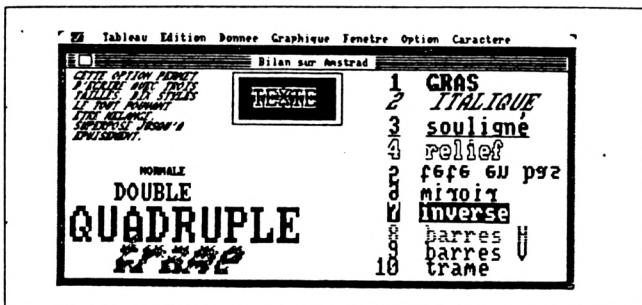 Tableau Edition Donnee Graphique Fenetre Option Caractere
Bilan sur Amstrad
CETTE OPTION PERMET
D'ECRIRE AVEC TROIS
TAILLES, DIX STYLES
LE TOUT POUVANT
ETRE MELANGE,
SUPERPOSE JUSQU'A
EPUISEMENT.
TEXTE
NORMALE
DOUBLE
QUADRUPLE
TRAME
1 GRAS
2 ITALIQUE
3 souligné
4 relief
5 tete en bas
6 miroir
7 inverse
8 barres H
9 barres V
10 trame